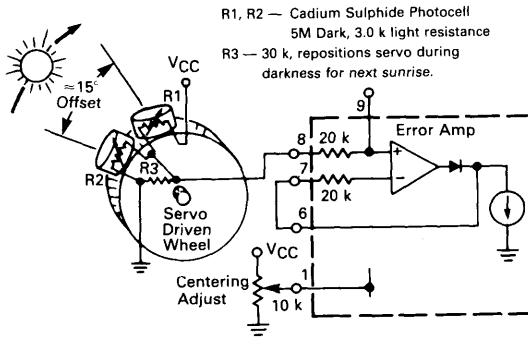 R1, R2 — Cadium Sulphide Photocell
5M Dark, 3.0 k light resistance
R3 — 30 k, repositions servo during
darkness for next sunrise.
VCC
≈15°
Offset
R1
R2
R3
Servo
Driven
Wheel
9
8
7
6
20 k
20 k
Error Amp
+
−
VCC
Centering
Adjust
1
10 k